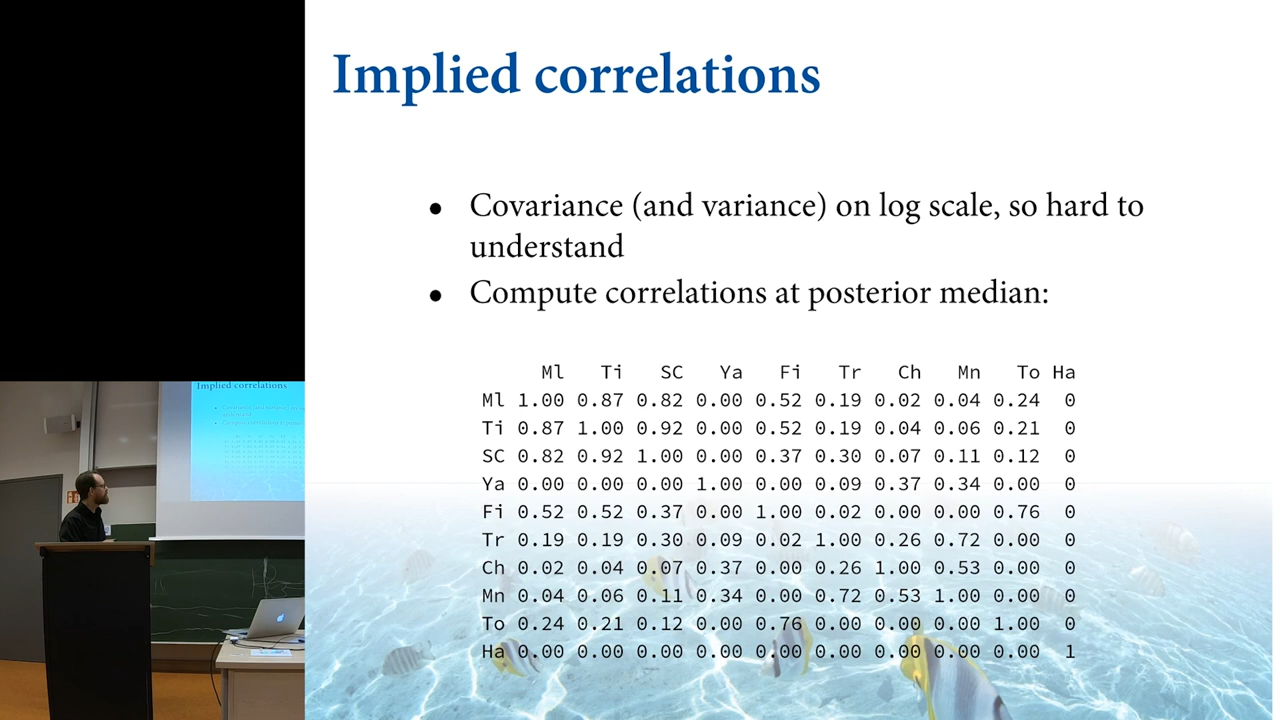 Implied correlations
• Covariance (and variance) on log scale, so hard to
understand
• Compute correlations at posterior median:
Ml Ti SC Ya Fi Tr Ch Mn To Ha
Ml 1.00 0.87 0.82 0.00 0.52 0.19 0.02 0.04 0.24 0
Ti 0.87 1.00 0.92 0.00 0.52 0.19 0.04 0.06 0.21 0
SC 0.82 0.92 1.00 0.00 0.37 0.30 0.07 0.11 0.12 0
Ya 0.00 0.00 0.00 1.00 0.00 0.09 0.37 0.34 0.00 0
Fi 0.52 0.52 0.37 0.00 1.00 0.02 0.00 0.00 0.76 0
Tr 0.19 0.19 0.30 0.09 0.02 1.00 0.26 0.72 0.00 0
Ch 0.02 0.04 0.07 0.37 0.00 0.26 1.00 0.53 0.00 0
Mn 0.04 0.06 0.11 0.34 0.00 0.72 0.53 1.00 0.00 0
To 0.24 0.21 0.12 0.00 0.76 0.00 0.00 0.00 1.00 0
Ha 0.00 0.00 0.00 0.00 0.00 0.00 0.00 0.00 0.00 1
Implied correlations